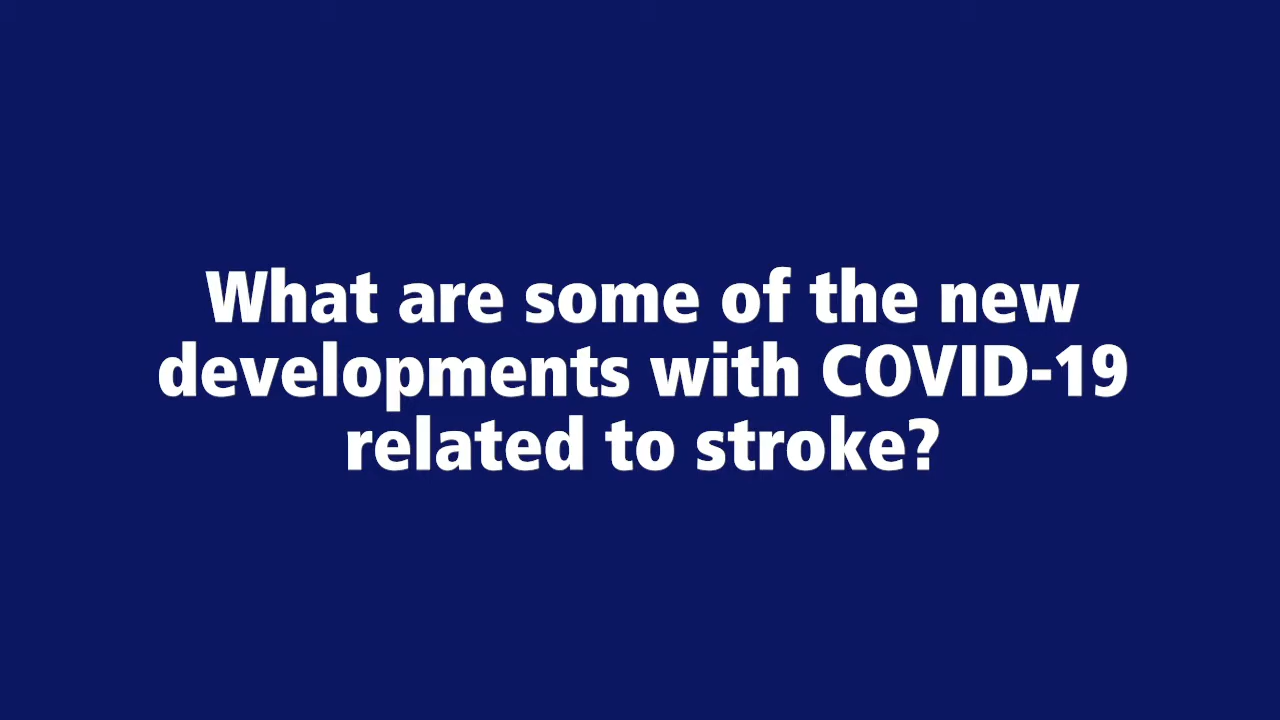 What are some of the new
developments with COVID-19
related to stroke?